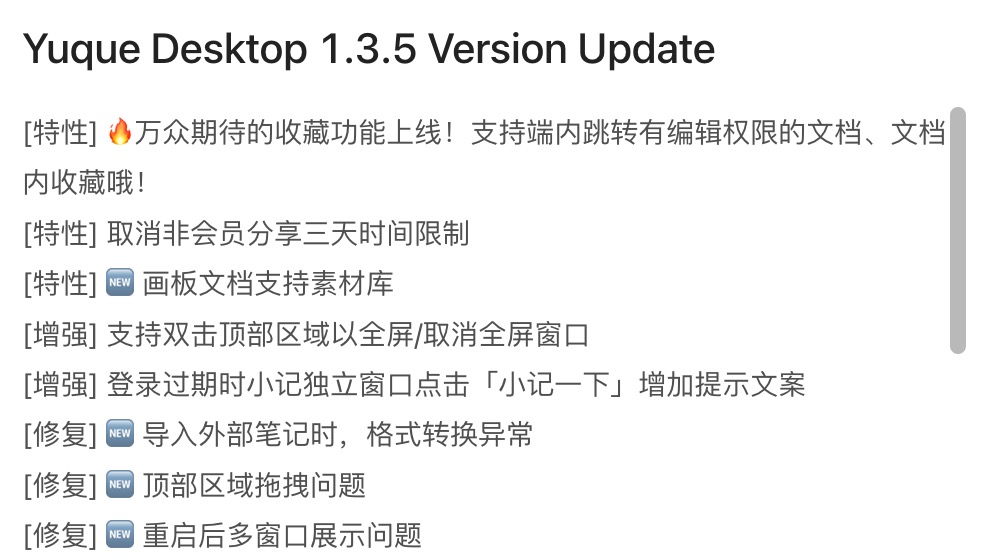 Yuque Desktop 1.3.5 Version Update
[特性] 🔥万众期待的收藏功能上线！支持端内跳转有编辑权限的文档、文档
内收藏哦！
[特性] 取消非会员分享三天时间限制
[特性] 🆕 画板文档支持素材库
[增强] 支持双击顶部区域以全屏/取消全屏窗口
[增强] 登录过期时小记独立窗口点击「小记一下」增加提示文案
[修复] 🆕 导入外部笔记时，格式转换异常
[修复] 🆕 顶部区域拖拽问题
[修复] 🆕 重启后多窗口展示问题